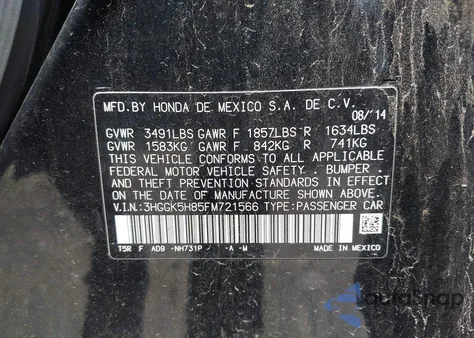 MFD.BY HONDA DE MEXICO S.A. DE C.V.
08/'14
GVWR 3491LBS GAWR F 1857LBS R 1634LBS
GVWR 1583KG GAWR F 842KG R 741KG
THIS VEHICLE CONFORMS TO ALL APPLICABLE
FEDERAL MOTOR VEHICLE SAFETY . BUMPER .
AND THEFT PREVENTION STANDARDS IN EFFECT
ON THE DATE OF MANUFACTURE SHOWN ABOVE.
V.I.N:3HGGK5H85FM721566 TYPE:PASSENGER CAR
T5R F AD9 -NH731P -A -M MADE IN MEXICO
AutoSnap